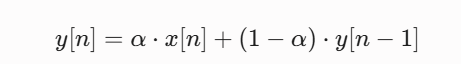 y[n] = α · x[n] + (1 − α) · y[n − 1]